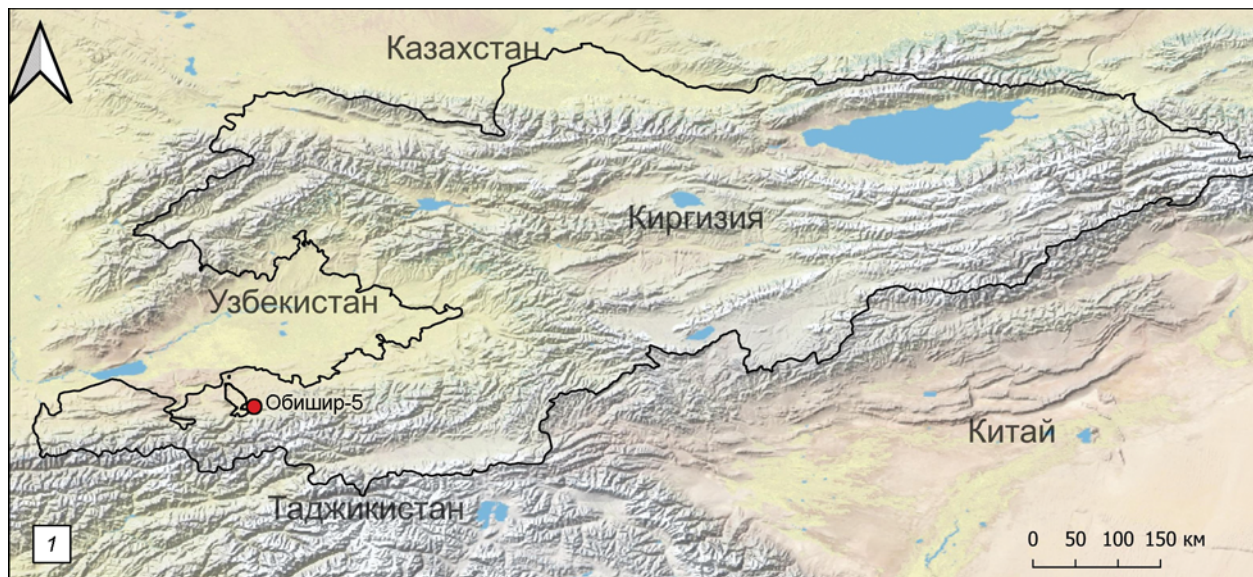 Казахстан
Киргизия
Узбекистан
Обишир-5
Китай
Таджикистан
1
0 50 100 150 км